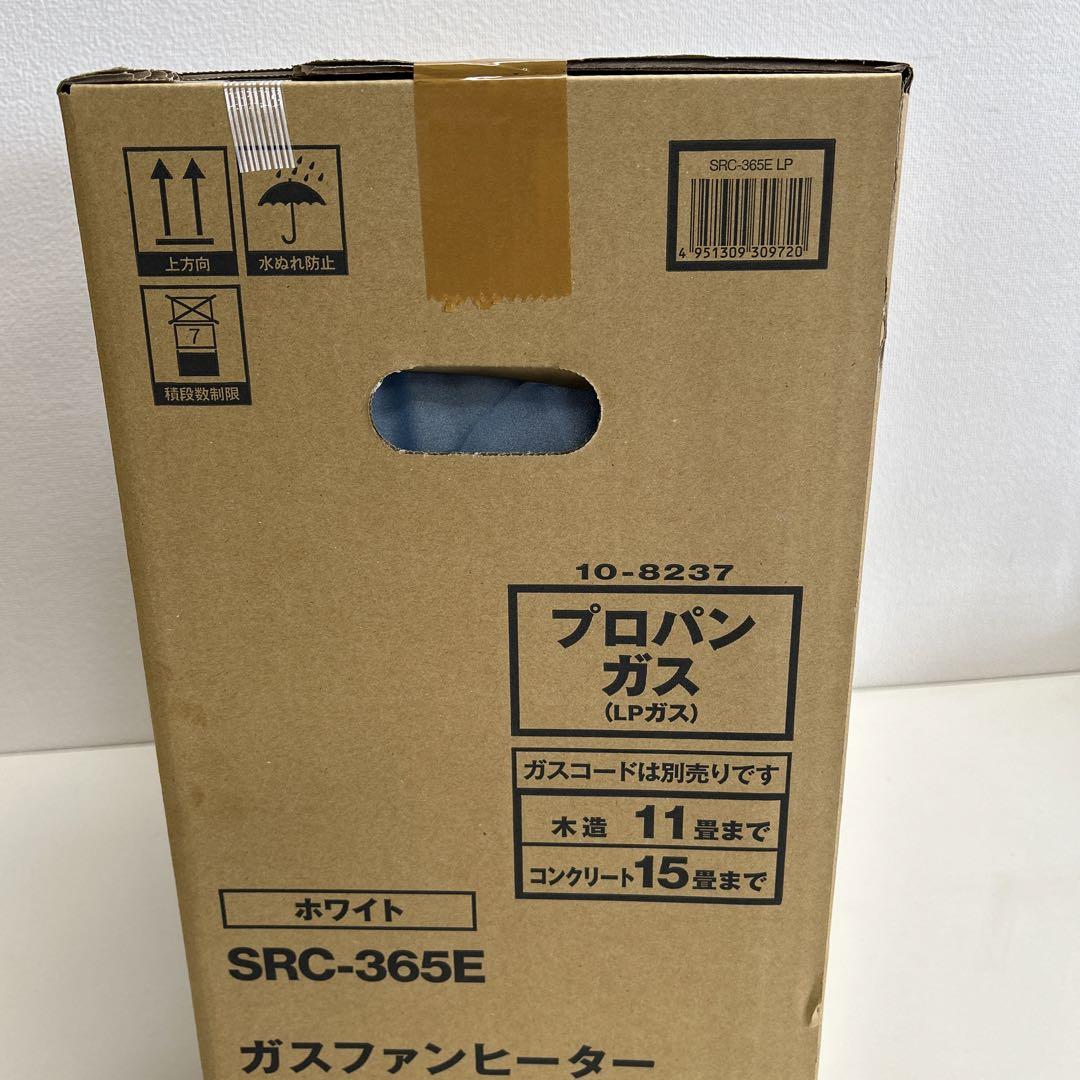 上方向
水ぬれ防止
7
積段数制限
SRC-365E LP
4 951309 309720
10-8237
プロパン
ガス
(LPガス)
ガスコードは別売りです
木造 11畳まで
コンクリート15畳まで
ホワイト
SRC-365E
ガスファンヒーター